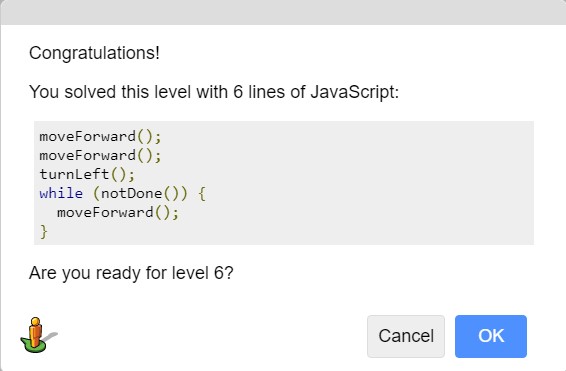 Congratulations!
You solved this level with 6 lines of JavaScript:
moveForward();
moveForward();
turnLeft();
while (notDone()) {
  moveForward();
}
Are you ready for level 6?
Cancel
OK